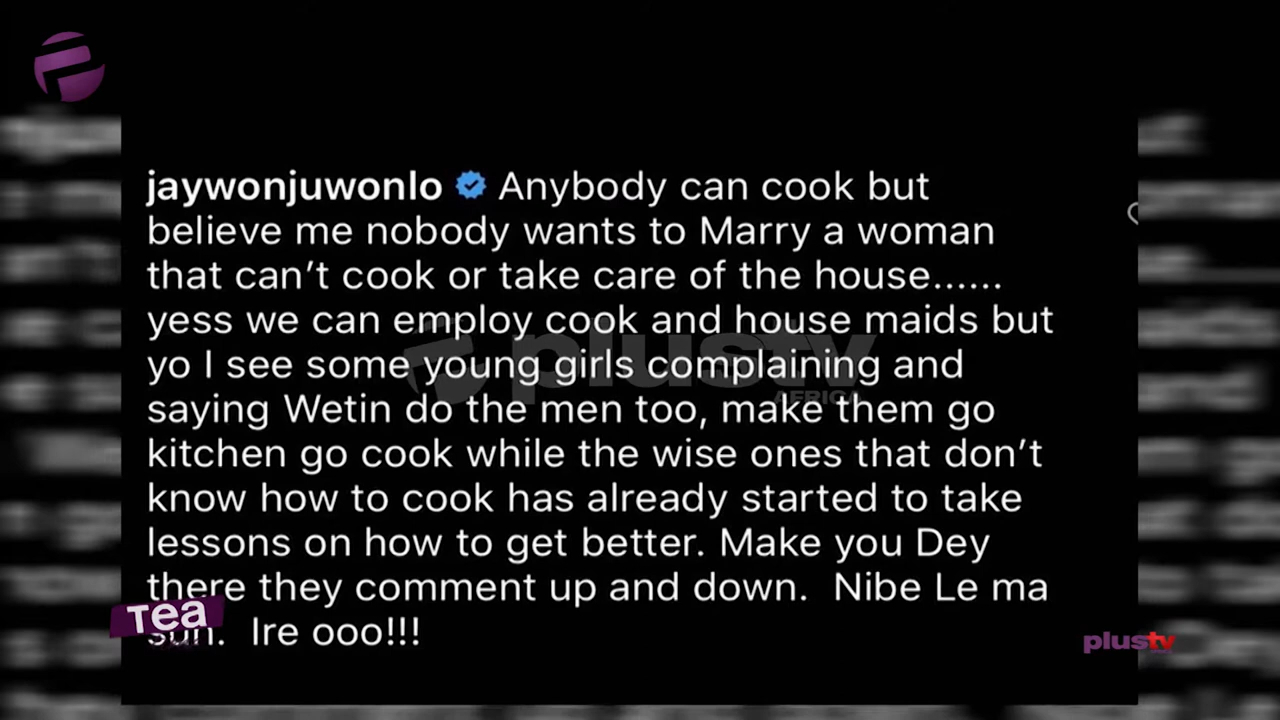 jaywonjuwonlo Anybody can cook but
believe me nobody wants to Marry a woman
that can't cook or take care of the house......
yess we can employ cook and house maids but
yo I see some young girls complaining and
saying Wetin do the men too, make them go
kitchen go cook while the wise ones that don't
know how to cook has already started to take
lessons on how to get better. Make you Dey
there they comment up and down. Nibe Le ma
Ire ooo!!!
Tea
plustv
AFRICA
plustv